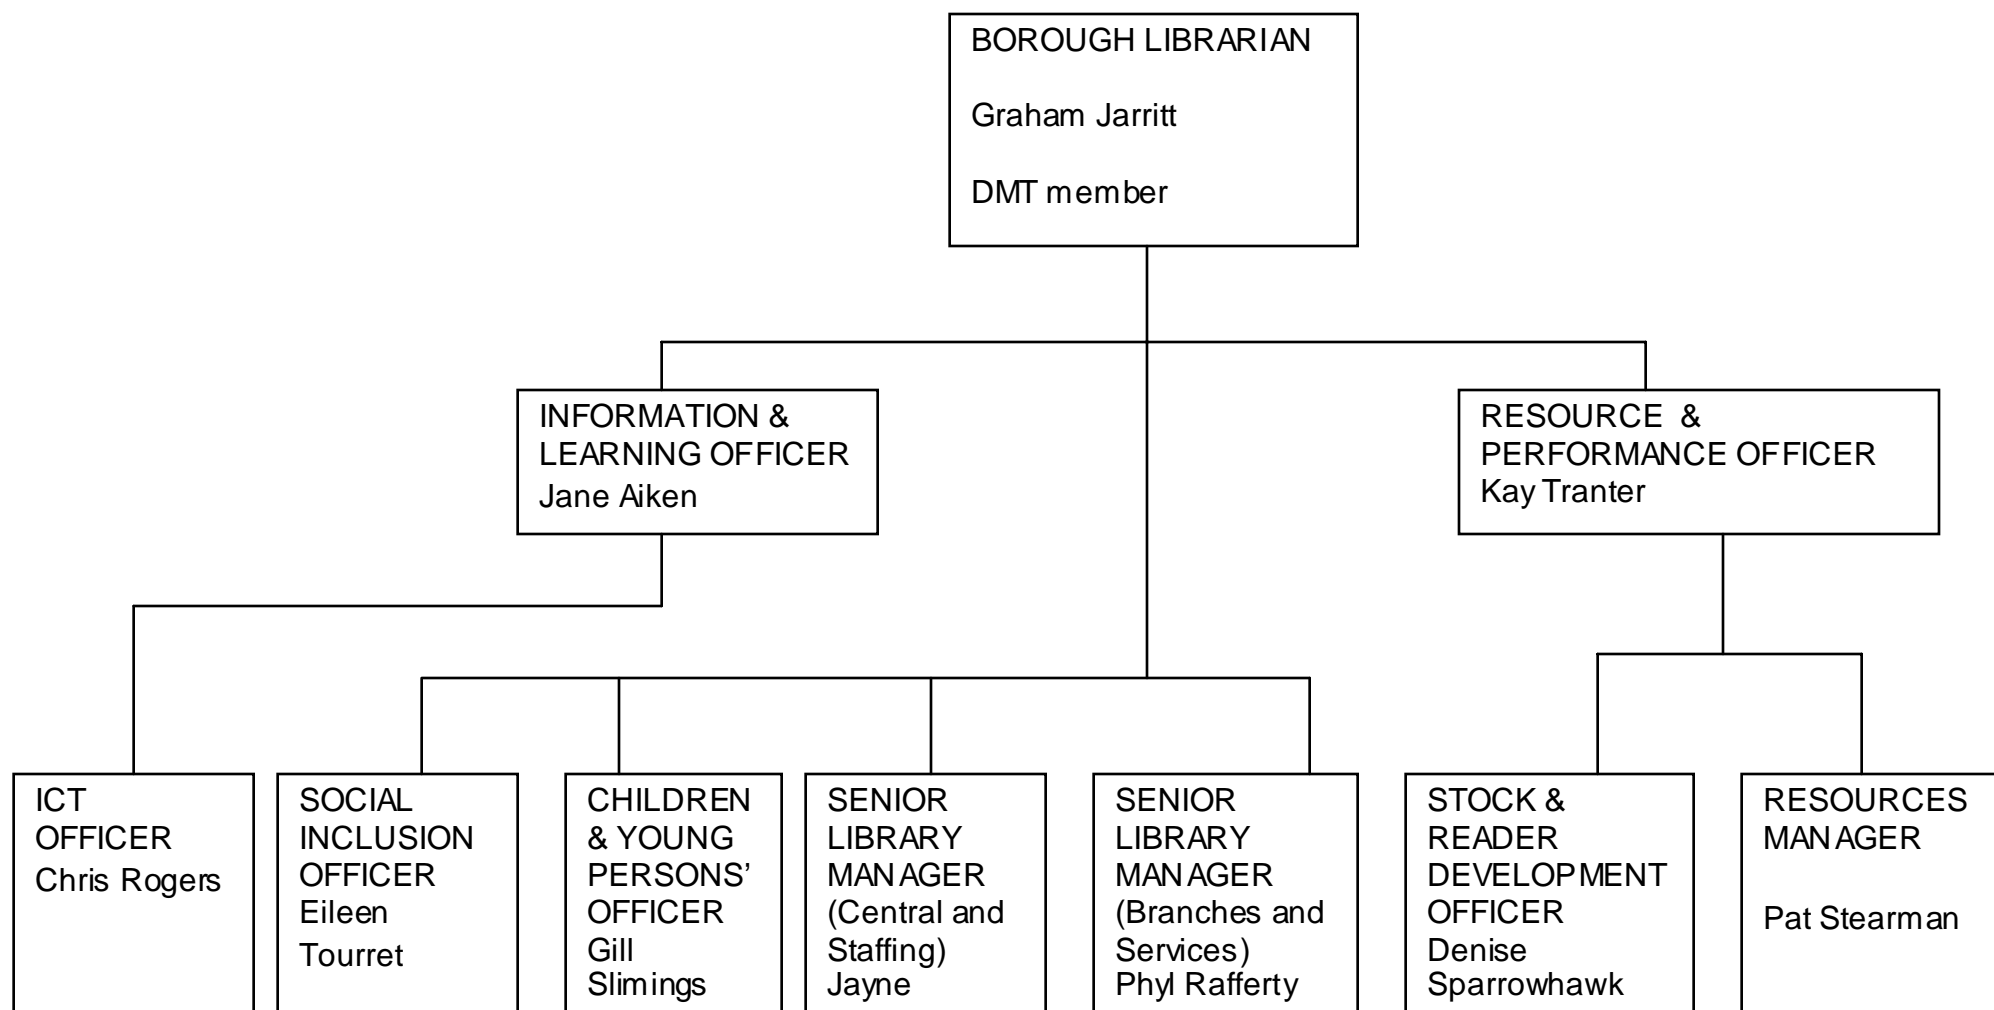 BOROUGH LIBRARIAN
Graham Jarritt
DMT member
INFORMATION &
LEARNING OFFICER
Jane Aiken
RESOURCE &
PERFORMANCE OFFICER
Kay Tranter
ICT
OFFICER
Chris Rogers
SOCIAL
INCLUSION
OFFICER
Eileen
Tourret
CHILDREN
& YOUNG
PERSONS’
OFFICER
Gill
Slimings
SENIOR
LIBRARY
MANAGER
(Central and
Staffing)
Jayne
SENIOR
LIBRARY
MANAGER
(Branches and
Services)
Phyl Rafferty
STOCK &
READER
DEVELOPMENT
OFFICER
Denise
Sparrowhawk
RESOURCES
MANAGER
Pat Stearman